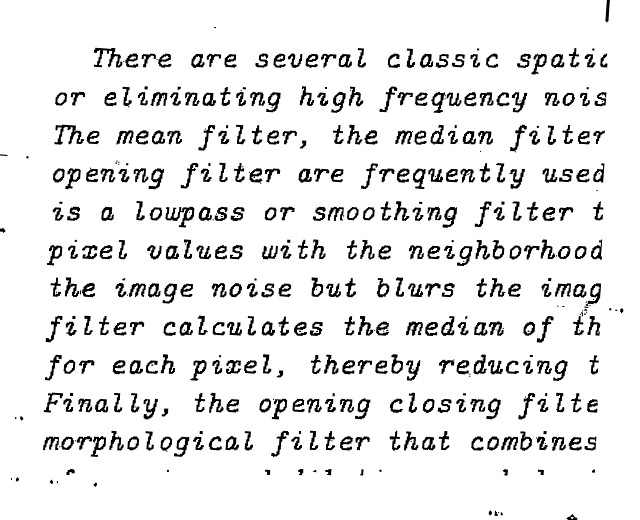 There are several classic spatic
or eliminating high frequency nois
The mean filter, the median filter
opening filter are frequently used
is a lowpass or smoothing filter t
pixel values with the neighborhood
the image noise but blurs the imag
filter calculates the median of th
for each pixel, thereby reducing t
Finally, the opening closing filte
morphological filter that combines